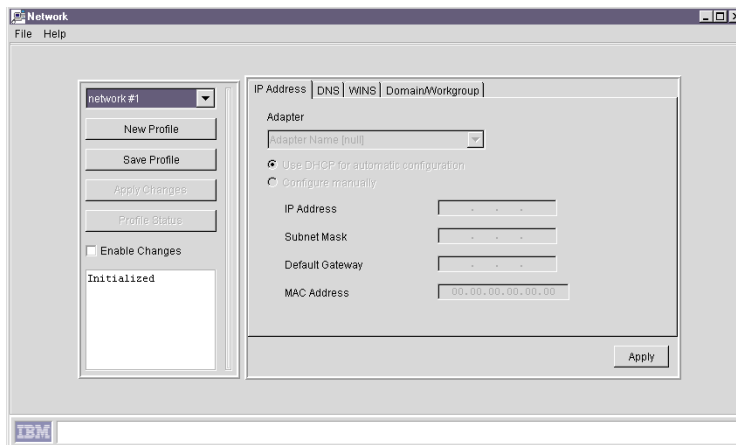 Network
File Help
network #1
New Profile
Save Profile
Apply Changes
Profile Status
Enable Changes
Initialized
IP Address DNS WINS Domain/Workgroup
Adapter
Adapter Name [null]
Use DHCP for automatic configuration
Configure manually
IP Address . . .
Subnet Mask . . .
Default Gateway . . .
MAC Address 00.00.00.00.00.00
Apply
IBM